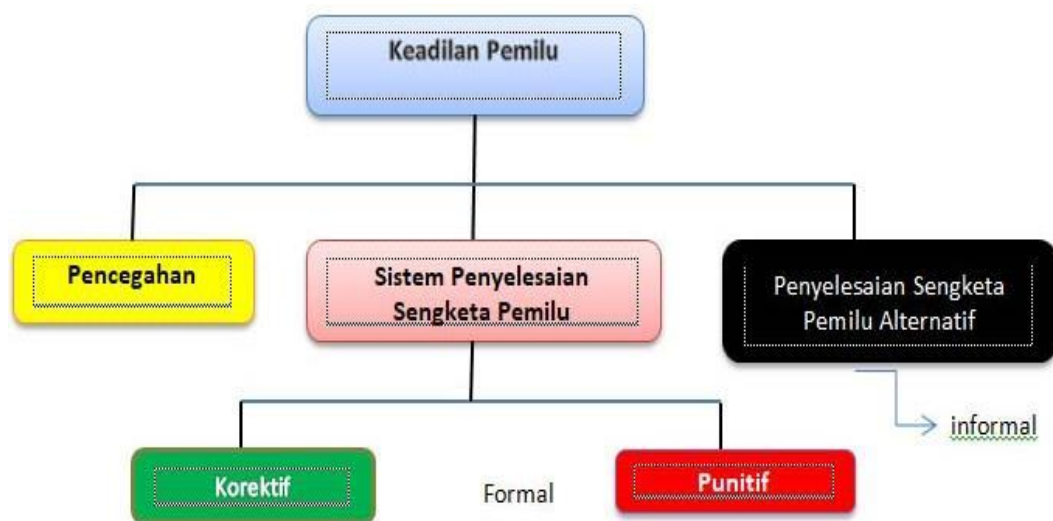 Keadilan Pemilu
Pencegahan
Sistem Penyelesaian
Sengketa Pemilu
Penyelesaian Sengketa
Pemilu Alternatif
informal
Korektif
Formal
Punitif